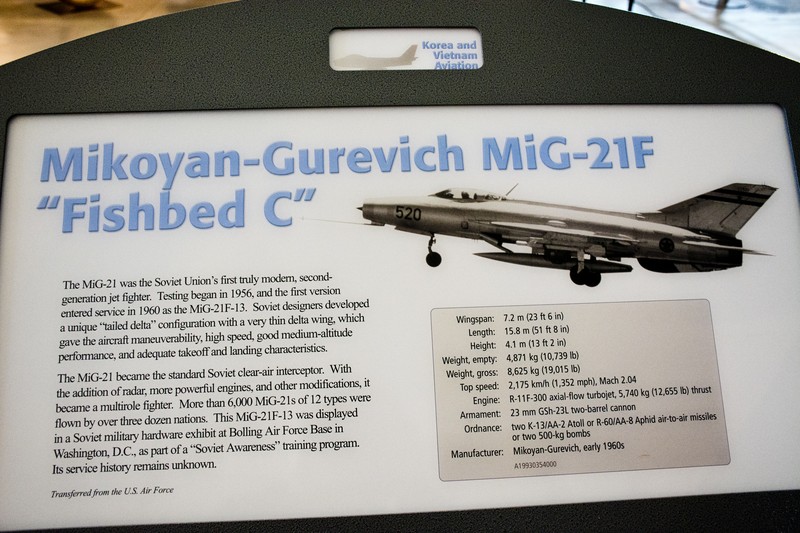 Korea and
Vietnam
Aviation
Mikoyan-Gurevich MiG-21F
“Fishbed C”
520
The MiG-21 was the Soviet Union’s first truly modern, second-
generation jet fighter. Testing began in 1956, and the first version
entered service in 1960 as the MiG-21F-13. Soviet designers developed
a unique “tailed delta” configuration with a very thin delta wing, which
gave the aircraft maneuverability, high speed, good medium-altitude
performance, and adequate takeoff and landing characteristics.
The MiG-21 became the standard Soviet clear-air interceptor. With
the addition of radar, more powerful engines, and other modifications, it
became a multirole fighter. More than 6,000 MiG-21s of 12 types were
flown by over three dozen nations. This MiG-21F-13 was displayed
in a Soviet military hardware exhibit at Bolling Air Force Base in
Washington, D.C., as part of a “Soviet Awareness” training program.
Its service history remains unknown.
Transferred from the U.S. Air Force
Wingspan: 7.2 m (23 ft 6 in)
Length: 15.8 m (51 ft 8 in)
Height: 4.1 m (13 ft 2 in)
Weight, empty: 4,871 kg (10,739 lb)
Weight, gross: 8,625 kg (19,015 lb)
Top speed: 2,175 km/h (1,352 mph), Mach 2.04
Engine: R-11F-300 axial-flow turbojet, 5,740 kg (12,655 lb) thrust
Armament: 23 mm GSh-23L two-barrel cannon
Ordnance: two K-13/AA-2 Atoll or R-60/AA-8 Aphid air-to-air missiles
or two 500-kg bombs
Manufacturer: Mikoyan-Gurevich, early 1960s
A19930354000